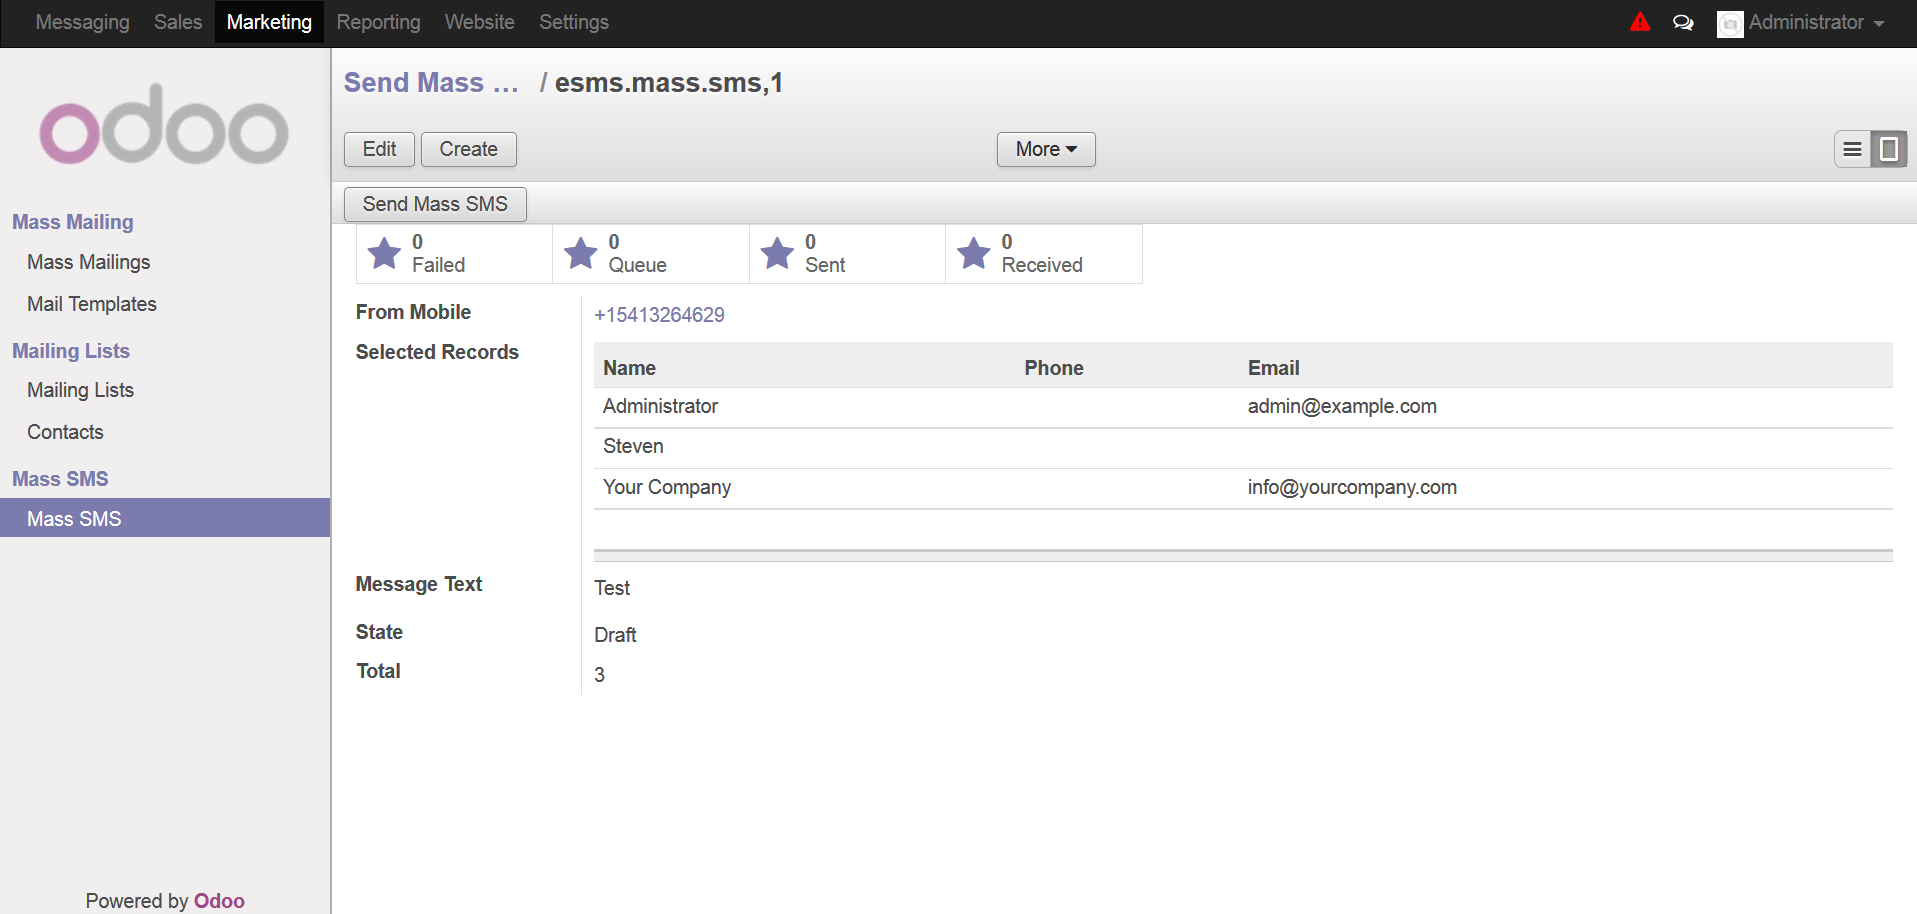 Messaging Sales Marketing Reporting Website Settings Administrator
odoo
Mass Mailing
Mass Mailings
Mail Templates
Mailing Lists
Mailing Lists
Contacts
Mass SMS
Mass SMS
Powered by Odoo
Send Mass ... / esms.mass.sms,1
Edit Create More
Send Mass SMS
0 Failed
0 Queue
0 Sent
0 Received
From Mobile +15413264629
Selected Records
Name Phone Email
Administrator admin@example.com
Steven
Your Company info@yourcompany.com
Message Text Test
State Draft
Total 3